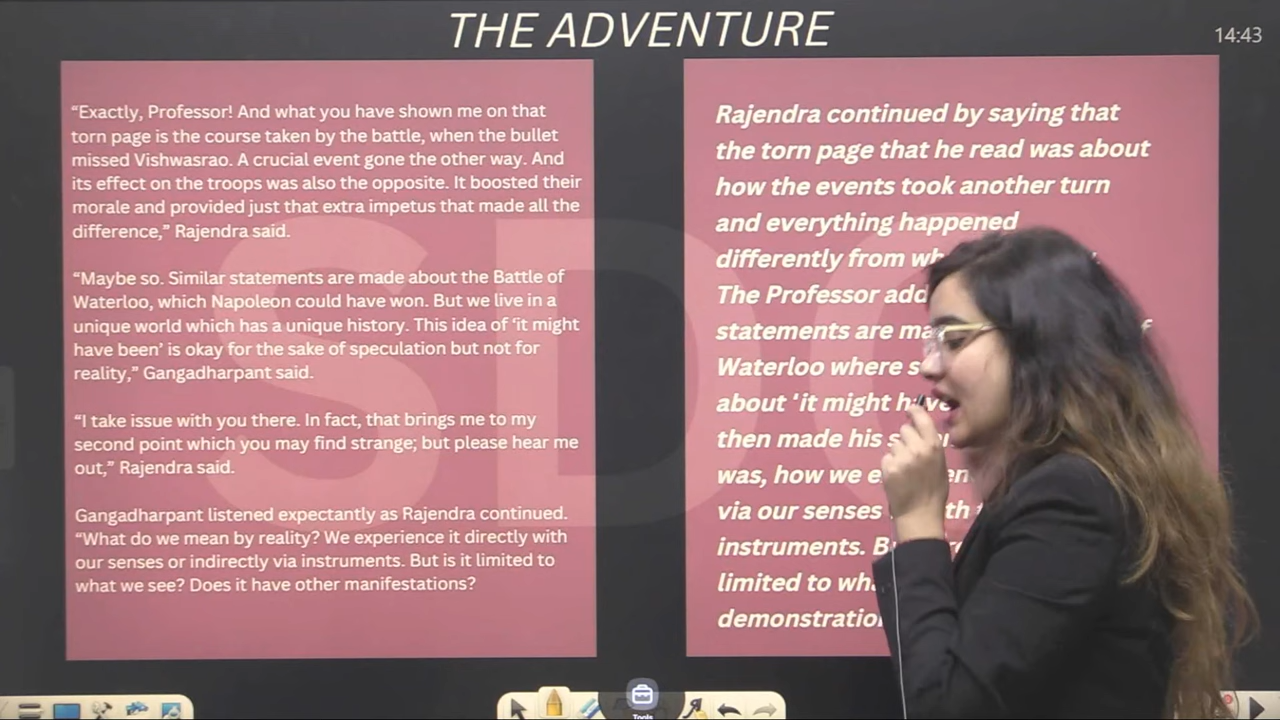 THE ADVENTURE
14:43
“Exactly, Professor! And what you have shown me on that
torn page is the course taken by the battle, when the bullet
missed Vishwasrao. A crucial event gone the other way. And
its effect on the troops was also the opposite. It boosted their
morale and provided just that extra impetus that made all the
difference,” Rajendra said.
“Maybe so. Similar statements are made about the Battle of
Waterloo, which Napoleon could have won. But we live in a
unique world which has a unique history. This idea of ‘it might
have been’ is okay for the sake of speculation but not for
reality,” Gangadharpant said.
“I take issue with you there. In fact, that brings me to my
second point which you may find strange; but please hear me
out,” Rajendra said.
Gangadharpant listened expectantly as Rajendra continued.
“What do we mean by reality? We experience it directly with
our senses or indirectly via instruments. But is it limited to
what we see? Does it have other manifestations?
Rajendra continued by saying that
the torn page that he read was about
how the events took another turn
and everything happened
differently from
The Professor
statements are
Waterloo where
about ‘it might have
then made his
was, how we
via our senses
instruments.
limited to
SD
Tools